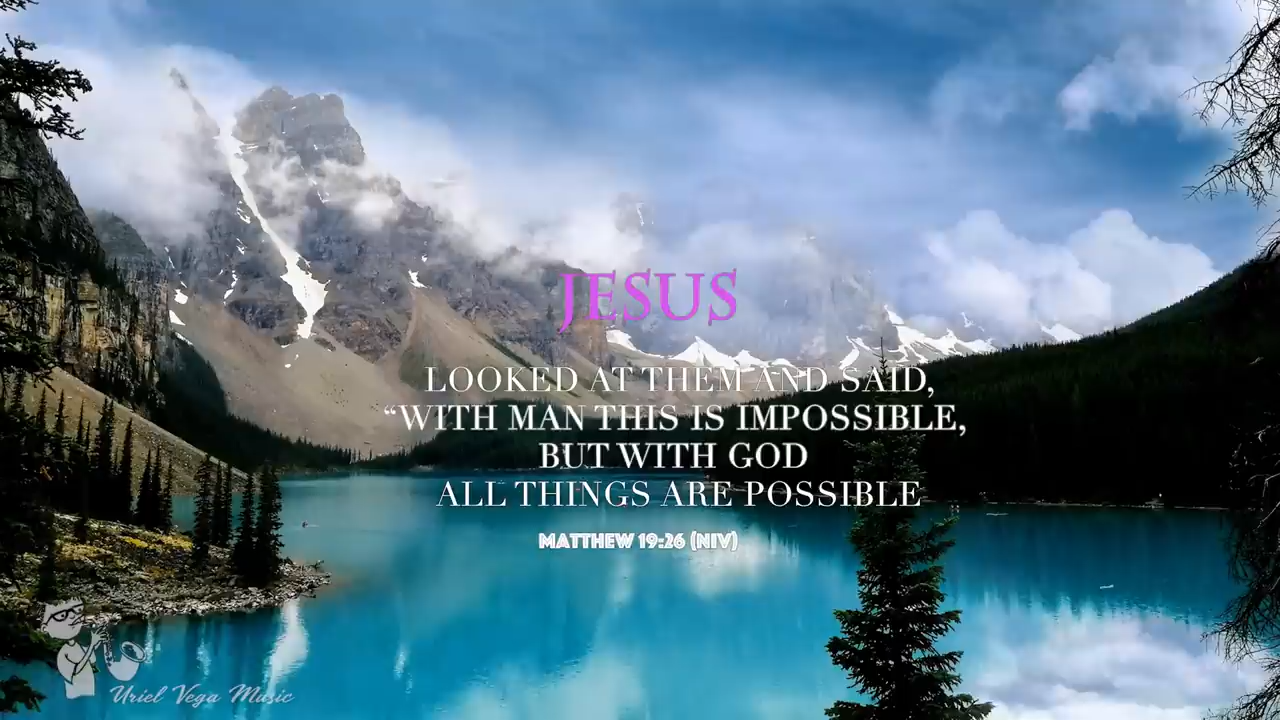 JESUS
LOOKED AT THEM AND SAID,
“WITH MAN THIS IS IMPOSSIBLE,
BUT WITH GOD
ALL THINGS ARE POSSIBLE
MATTHEW 19:26 (NIV)
Uriel Vega Music